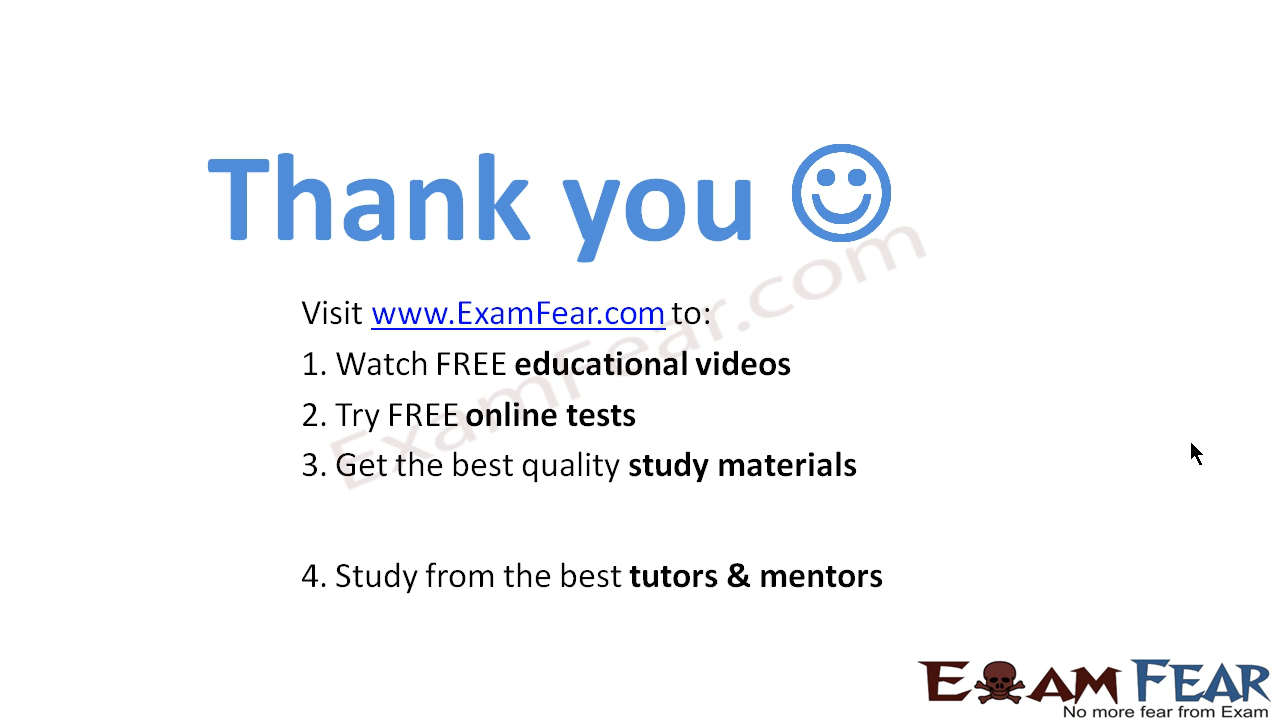 Thank you ☺
Visit www.ExamFear.com to:
1. Watch FREE educational videos
2. Try FREE online tests
3. Get the best quality study materials
4. Study from the best tutors & mentors
ExamFear.com
EXAM FEAR
No more fear from Exam